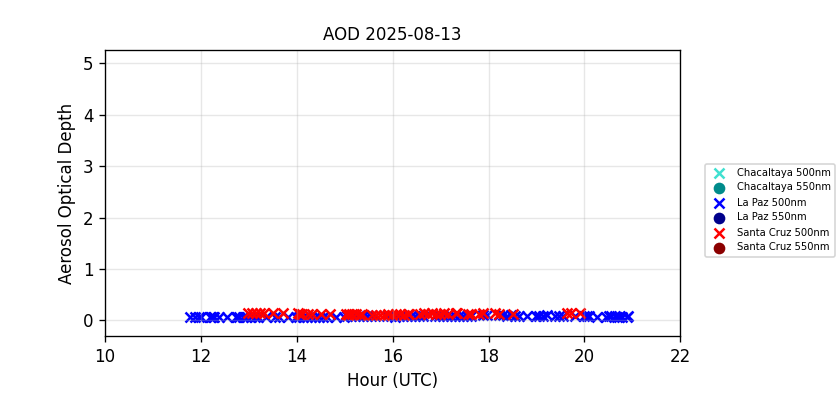 AOD 2025-08-13
Aerosol Optical Depth
5
4
3
2
1
0
10 12 14 16 18 20 22
Hour (UTC)
Chacaltaya 500nm
Chacaltaya 550nm
La Paz 500nm
La Paz 550nm
Santa Cruz 500nm
Santa Cruz 550nm